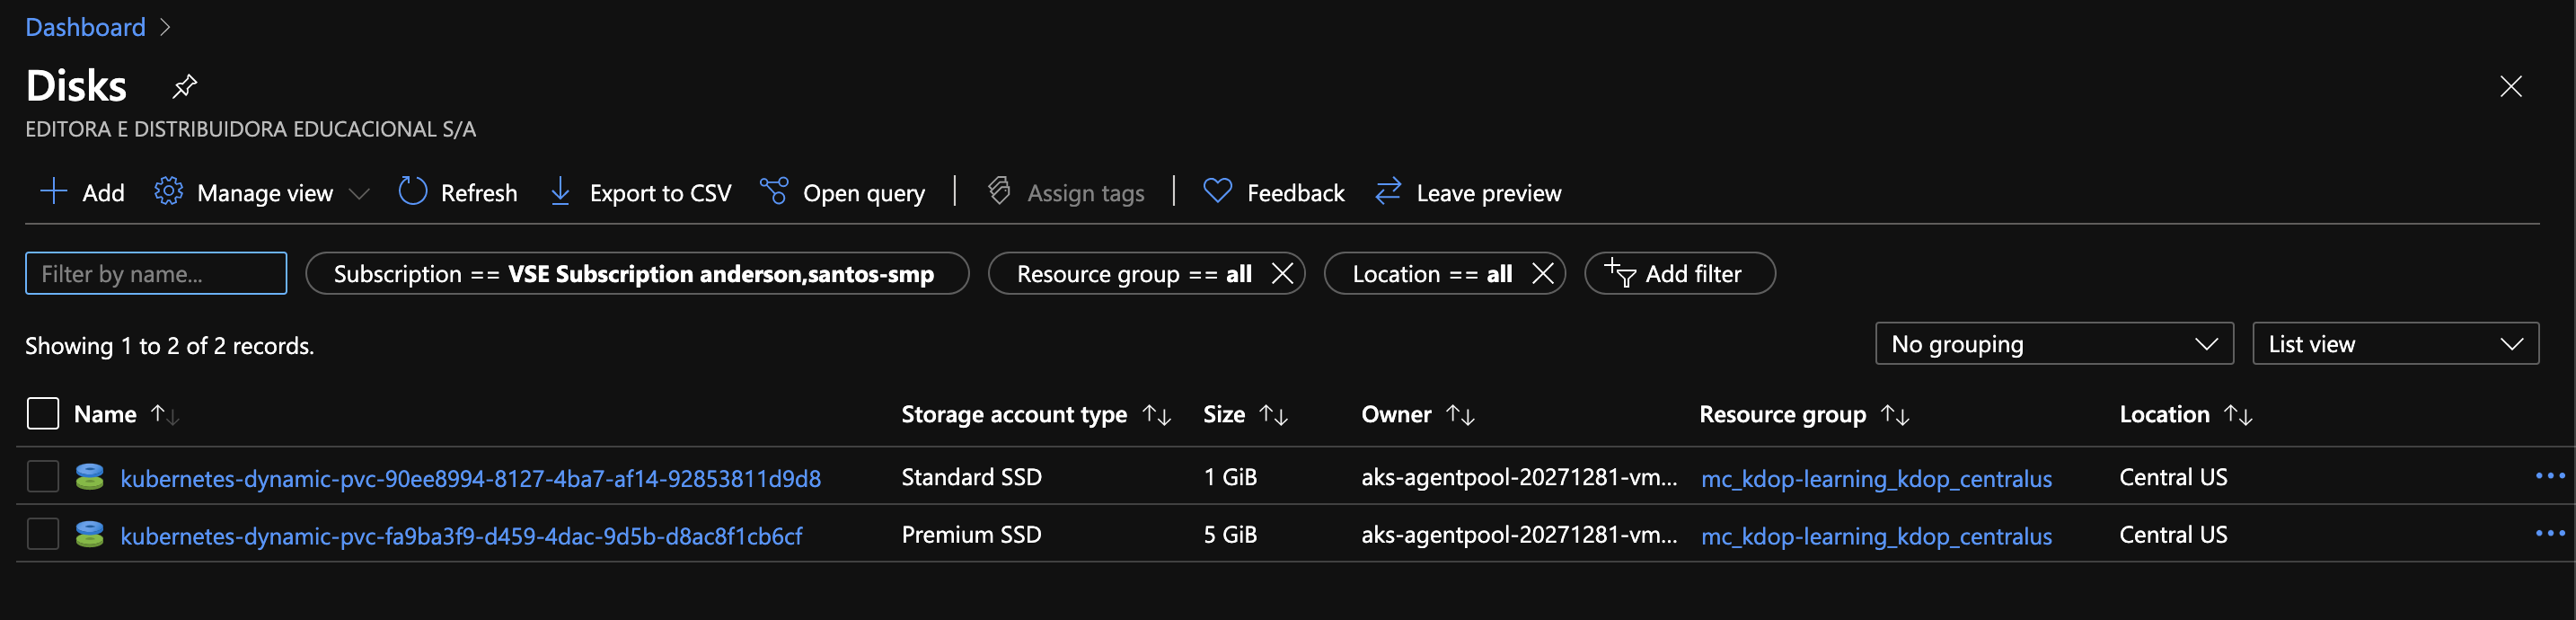 Dashboard
Disks
EDITORA E DISTRIBUIDORA EDUCACIONAL S/A
Add Manage view Refresh Export to CSV Open query Assign tags Feedback Leave preview
Filter by name... Subscription == VSE Subscription anderson,santos-smp Resource group == all Location == all Add filter
Showing 1 to 2 of 2 records. No grouping List view
Name Storage account type Size Owner Resource group Location
kubernetes-dynamic-pvc-90ee8994-8127-4ba7-af14-92853811d9d8 Standard SSD 1 GiB aks-agentpool-20271281-vm... mc_kdop-learning_kdop_centralus Central US
kubernetes-dynamic-pvc-fa9ba3f9-d459-4dac-9d5b-d8ac8f1cb6cf Premium SSD 5 GiB aks-agentpool-20271281-vm... mc_kdop-learning_kdop_centralus Central US